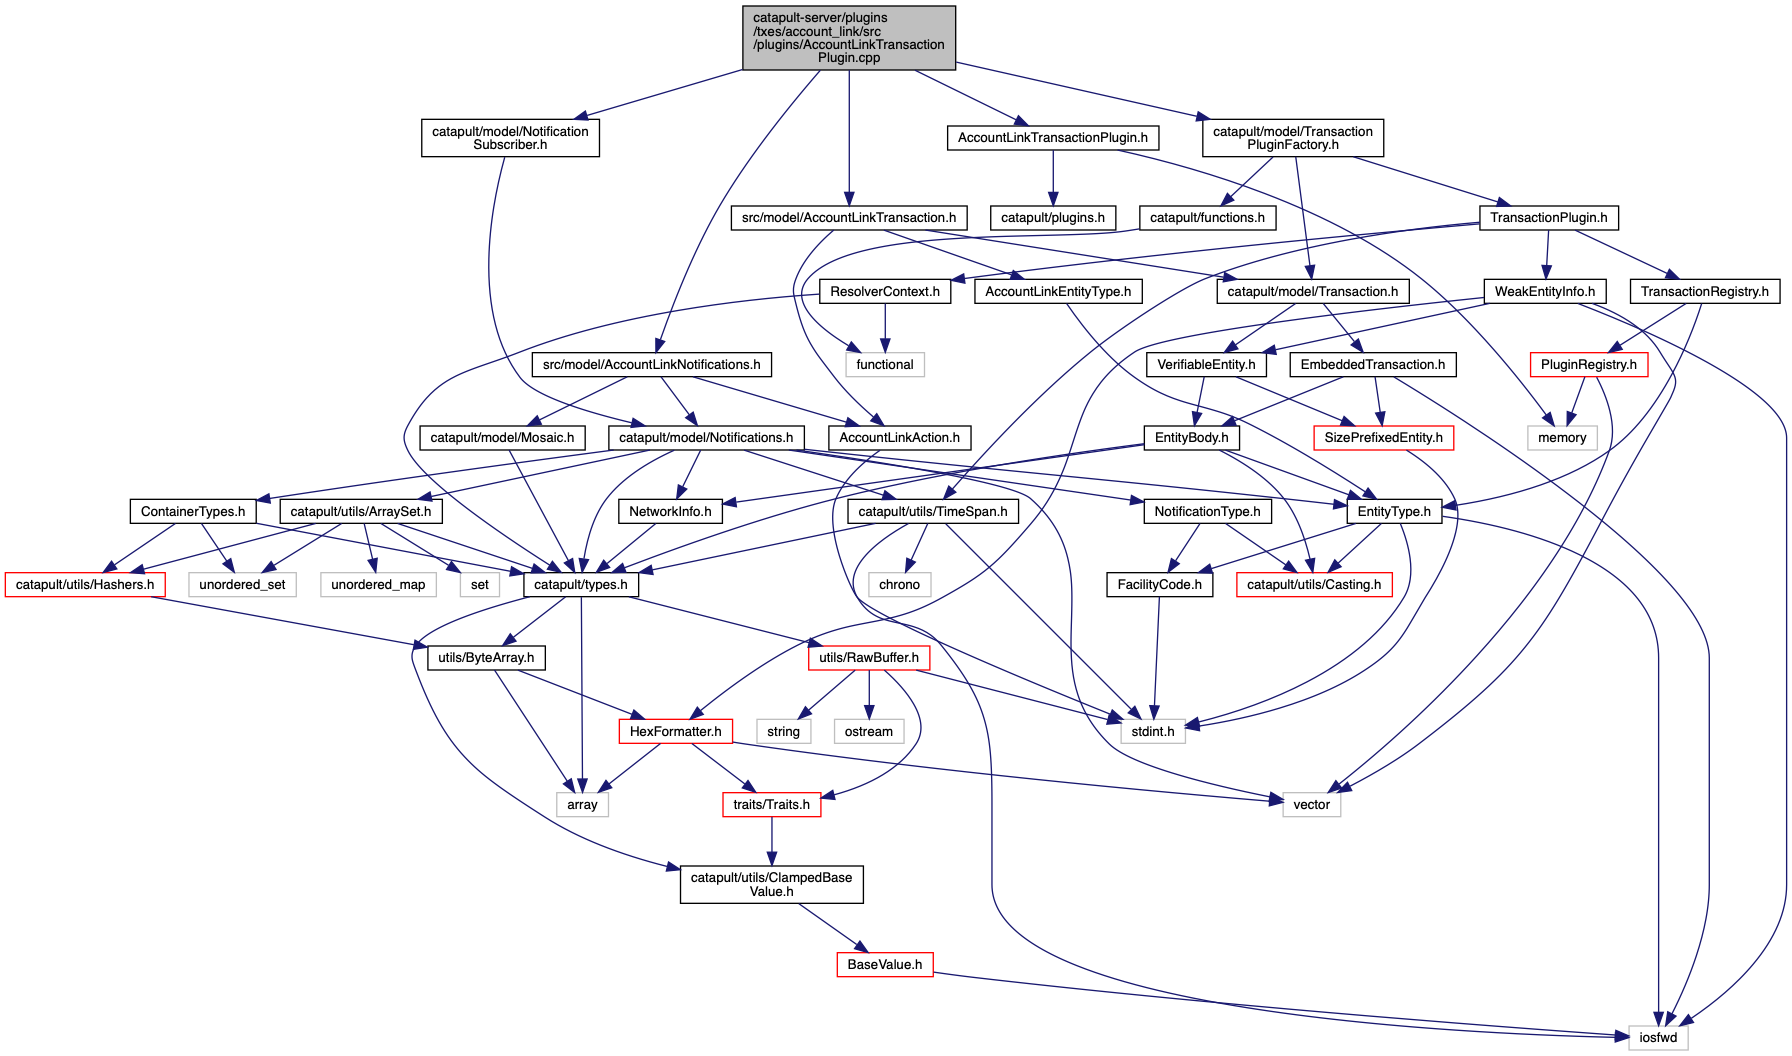 catapult-server/plugins
/txes/account_link/src
/plugins/AccountLinkTransaction
Plugin.cpp
catapult/model/Notification
Subscriber.h
AccountLinkTransactionPlugin.h
catapult/model/Transaction
PluginFactory.h
src/model/AccountLinkTransaction.h
catapult/plugins.h
catapult/functions.h
TransactionPlugin.h
ResolverContext.h
AccountLinkEntityType.h
catapult/model/Transaction.h
WeakEntityInfo.h
TransactionRegistry.h
src/model/AccountLinkNotifications.h
functional
VerifiableEntity.h
EmbeddedTransaction.h
PluginRegistry.h
catapult/model/Mosaic.h
catapult/model/Notifications.h
AccountLinkAction.h
EntityBody.h
SizePrefixedEntity.h
memory
ContainerTypes.h
catapult/utils/ArraySet.h
NetworkInfo.h
catapult/utils/TimeSpan.h
NotificationType.h
EntityType.h
catapult/utils/Hashers.h
unordered_set
unordered_map
set
catapult/types.h
chrono
FacilityCode.h
catapult/utils/Casting.h
utils/ByteArray.h
utils/RawBuffer.h
HexFormatter.h
string
ostream
stdint.h
array
traits/Traits.h
vector
catapult/utils/ClampedBase
Value.h
BaseValue.h
iosfwd